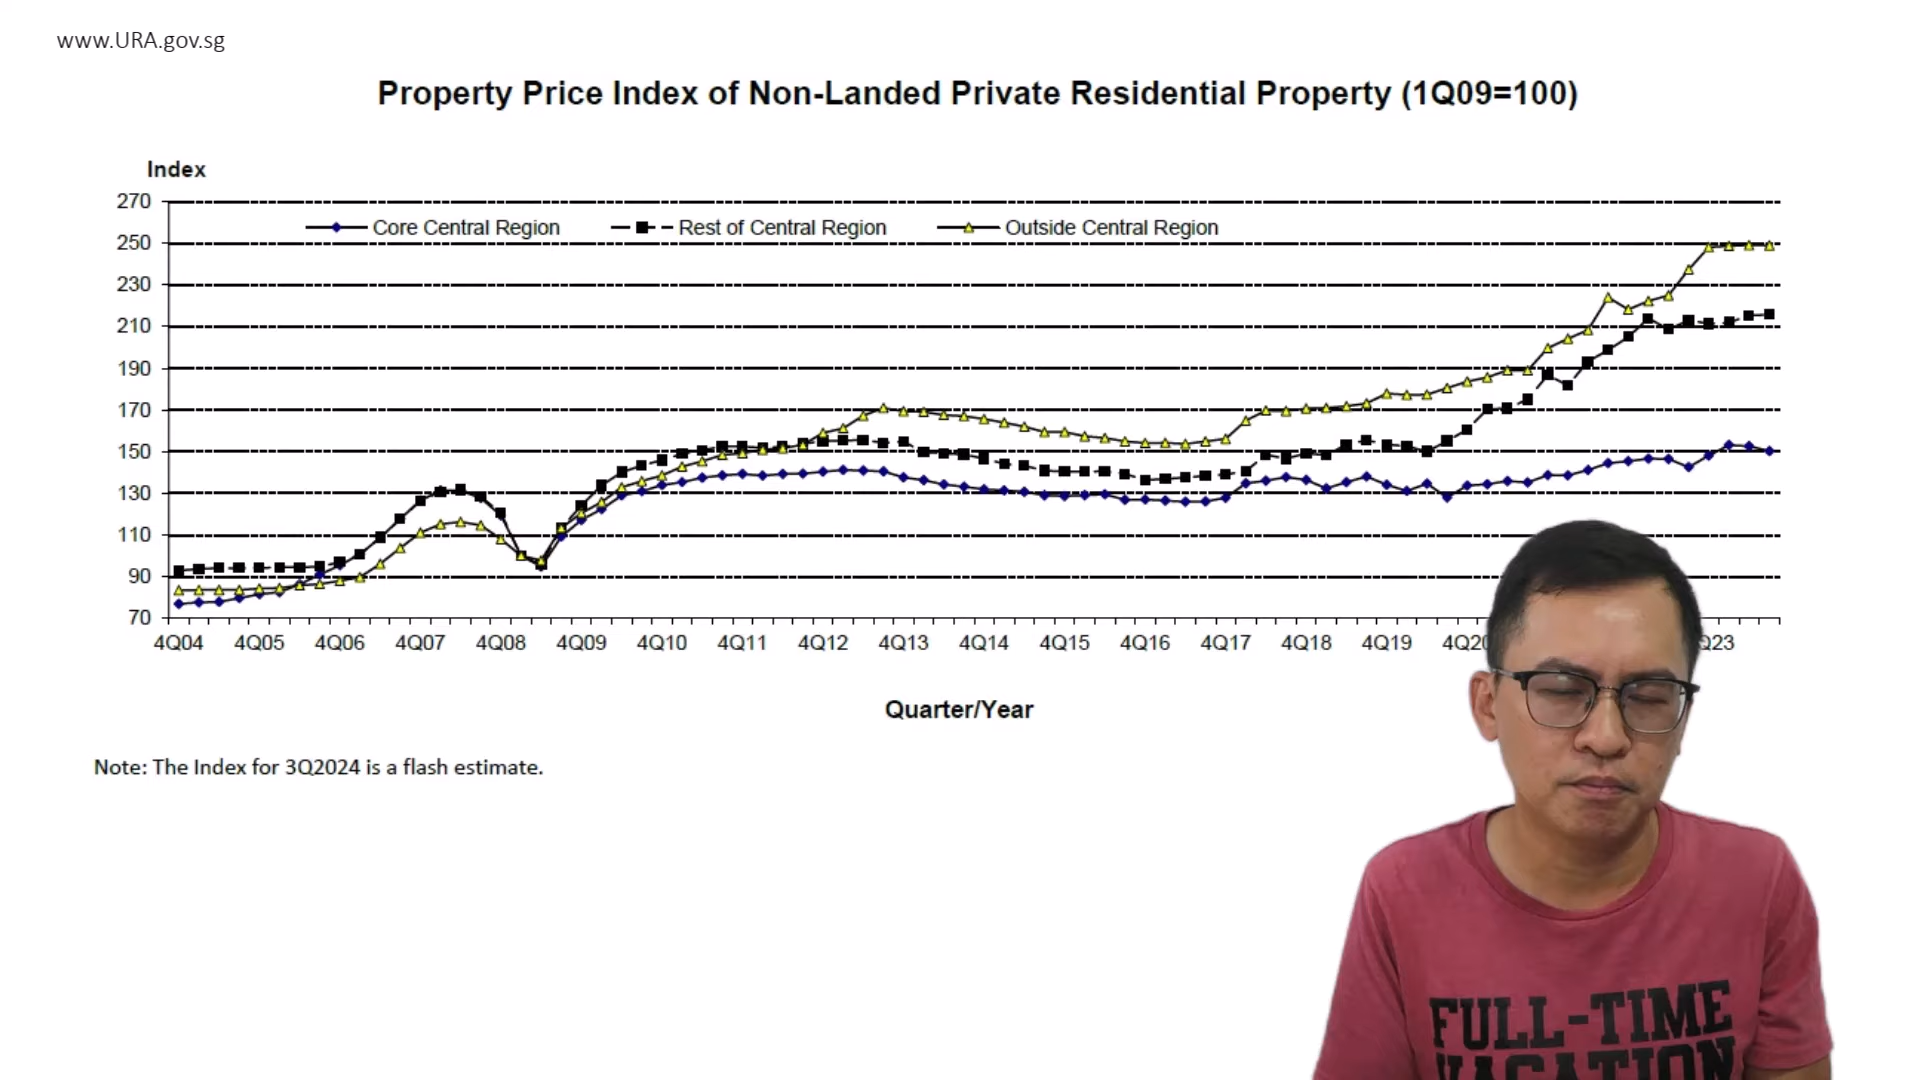 www.URA.gov.sg
Property Price Index of Non-Landed Private Residential Property (1Q09=100)
Index
Core Central Region Rest of Central Region Outside Central Region
270
250
230
210
190
170
150
130
110
90
70
4Q04 4Q05 4Q06 4Q07 4Q08 4Q09 4Q10 4Q11 4Q12 4Q13 4Q14 4Q15 4Q16 4Q17 4Q18 4Q19 4Q20 Q23
Quarter/Year
Note: The Index for 3Q2024 is a flash estimate.
FULL-TIME
VACATION